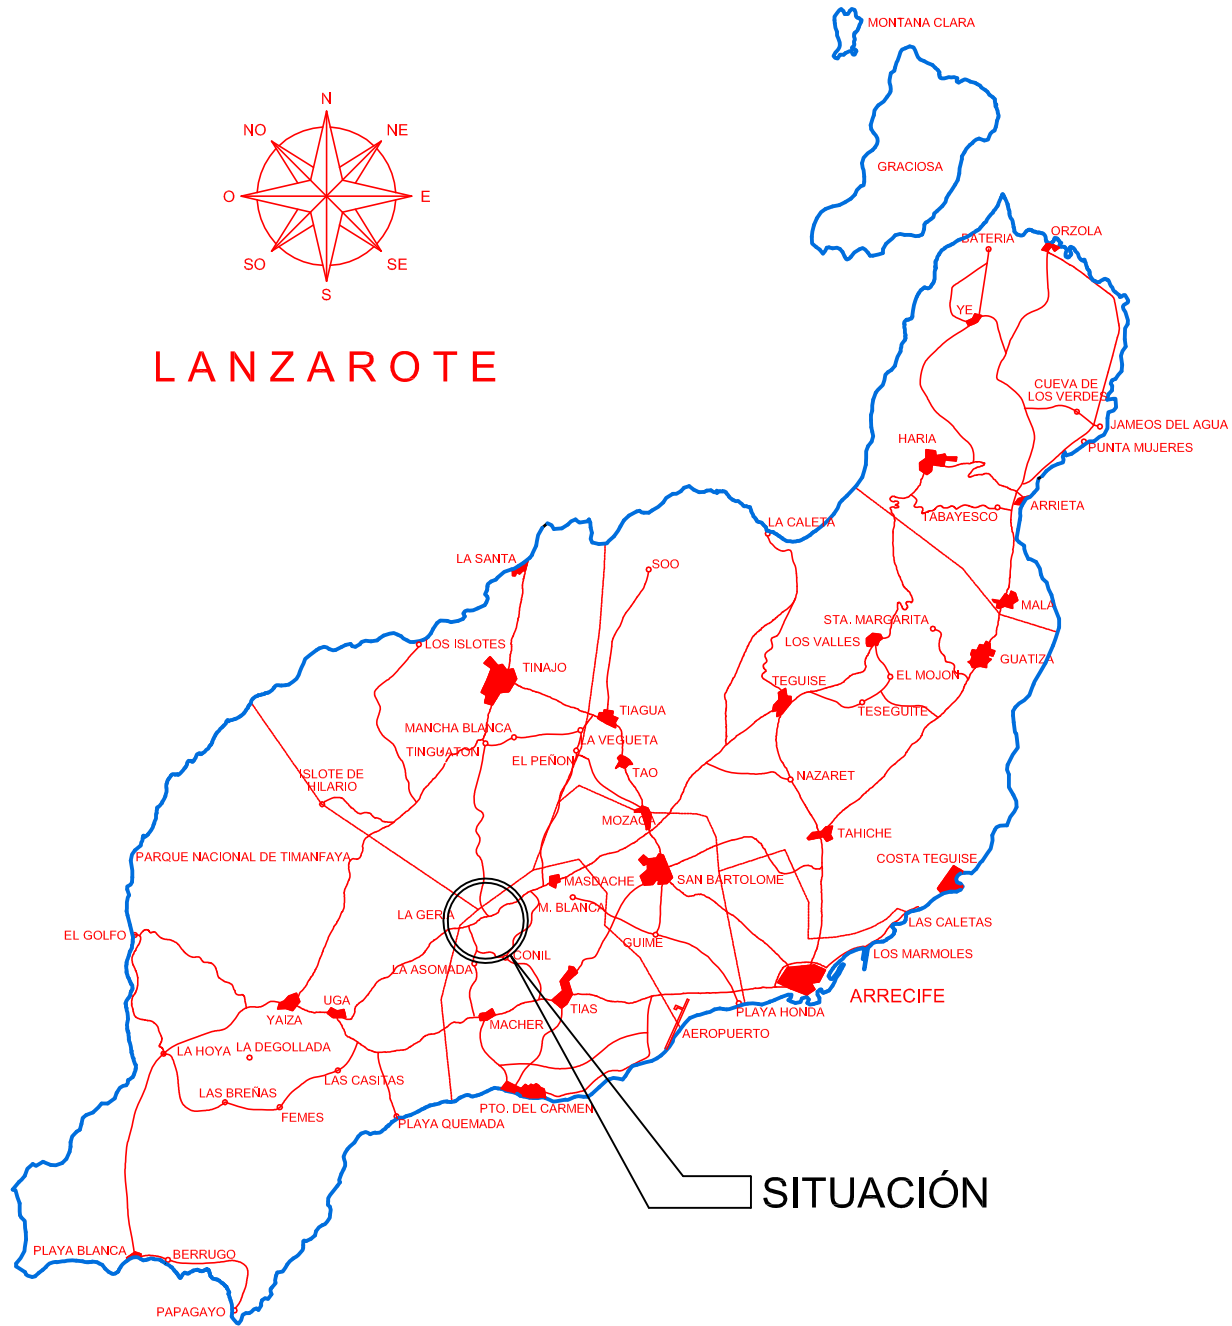 MONTANA CLARA
N
NO
NE
GRACIOSA
O
E
SO
SE
S
BATERIA
ORZOLA
YE
LANZAROTE
CUEVA DE
LOS VERDES
JAMEOS DEL AGUA
HARIA
PUNTA MUJERES
ARRIETA
TABAYESCO
LA CALETA
LA SANTA
SOO
MALA
STA. MARGARITA
LOS VALLES
LOS ISLOTES
GUATIZA
TINAJO
EL MOJON
TEGUISE
TESEGUITE
TIAGUA
MANCHA BLANCA
LA VEGUETA
TINGUATON
EL PEÑON
TAO
NAZARET
ISLOTE DE
HILARIO
MOZAGA
TAHICHE
PARQUE NACIONAL DE TIMANFAYA
COSTA TEGUISE
MASDACHE
SAN BARTOLOME
M. BLANCA
LA GERIA
LAS CALETAS
EL GOLFO
GUIME
LOS MARMOLES
CONIL
LA ASOMADA
ARRECIFE
UGA
YAIZA
TIAS
PLAYA HONDA
MACHER
AEROPUERTO
LA HOYA
LA DEGOLLADA
LAS CASITAS
LAS BREÑAS
FEMES
PTO. DEL CARMEN
PLAYA QUEMADA
SITUACIÓN
PLAYA BLANCA
BERRUGO
PAPAGAYO